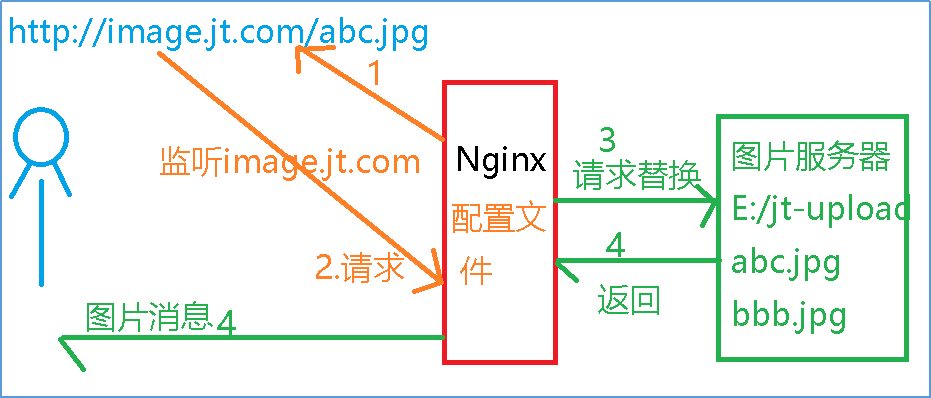 http://image.jt.com/abc.jpg
1
监听image.jt.com
2.请求
Nginx
配置文
件
3
请求替换
4
返回
图片服务器
E:/jt-upload
abc.jpg
bbb.jpg
图片消息4